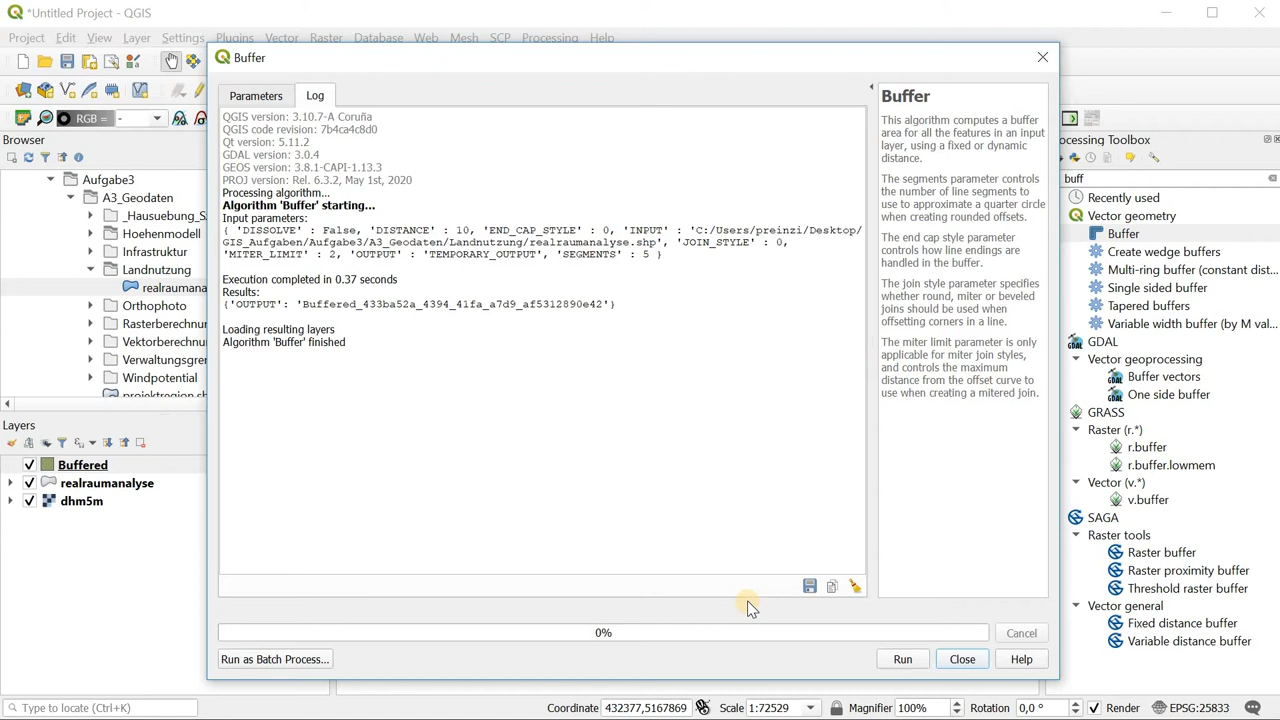 *Untitled Project - QGIS
Project Edit View Layer Settings Plugins Vector Raster Database Web Mesh SCP Processing Help
Buffer
Parameters
Log
QGIS version: 3.10.7-A Coruña
QGIS code revision: 7b4ca4c8d0
Qt version: 5.11.2
GDAL version: 3.0.4
GEOS version: 3.8.1-CAPI-1.13.3
PROJ version: Rel. 6.3.2, May 1st, 2020
Processing algorithm...
Algorithm 'Buffer' starting...
Input parameters:
{ 'DISSOLVE' : False, 'DISTANCE' : 10, 'END_CAP_STYLE' : 0, 'INPUT' : 'C:/Users/preinzi/Desktop/
GIS_Aufgaben/Aufgabe3/A3_Geodaten/Landnutzung/realraumanalyse.shp', 'JOIN_STYLE' : 0,
'MITER_LIMIT' : 2, 'OUTPUT' : 'TEMPORARY_OUTPUT', 'SEGMENTS' : 5 }
Execution completed in 0.37 seconds
Results:
{'OUTPUT': 'Buffered_433ba52a_4394_41fa_a7d9_af5312890e42'}
Loading resulting layers
Algorithm 'Buffer' finished
0%
Cancel
Run as Batch Process...
Run
Close
Help
Buffer
This algorithm computes a buffer
area for all the features in an input
layer, using a fixed or dynamic
distance.
The segments parameter controls
the number of line segments to
use to approximate a quarter circle
when creating rounded offsets.
The end cap style parameter
controls how line endings are
handled in the buffer.
The join style parameter specifies
whether round, miter or beveled
joins should be used when
offsetting corners in a line.
The miter limit parameter is only
applicable for miter join styles,
and controls the maximum
distance from the offset curve to
use when creating a mitered join.
RGB =
-
Browser
Aufgabe3
A3_Geodaten
_Hausuebung_S
Hoehenmodell
Infrastruktur
Landnutzung
realraumanalyse
Orthophoto
Rasterberechnun
Vektorberechnun
Verwaltungsgre
Windpotential
projektregion.sh
Layers
Buffered
realraumanalyse
dhm5m
ocessing Toolbox
buff
Recently used
Vector geometry
Buffer
Create wedge buffers
Multi-ring buffer (constant dist...
Single sided buffer
Tapered buffers
Variable width buffer (by M val...
GDAL
Vector geoprocessing
Buffer vectors
One side buffer
GRASS
Raster (r.*)
r.buffer
r.buffer.lowmem
Vector (v.*)
v.buffer
SAGA
Raster tools
Raster buffer
Raster proximity buffer
Threshold raster buffer
Vector general
Fixed distance buffer
Variable distance buffer
Type to locate (Ctrl+K)
Coordinate 432377,5167869 Scale 1:72529 Magnifier 100% Rotation 0,0 ° Render EPSG:25833